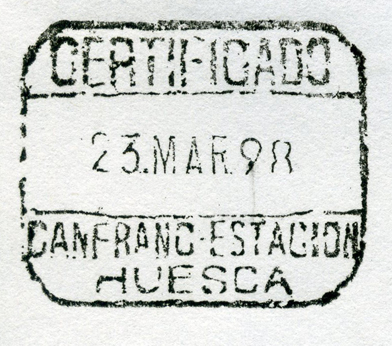 CERTIFICADO
23.MAR.98
CANFRANC-ESTACION
HUESCA